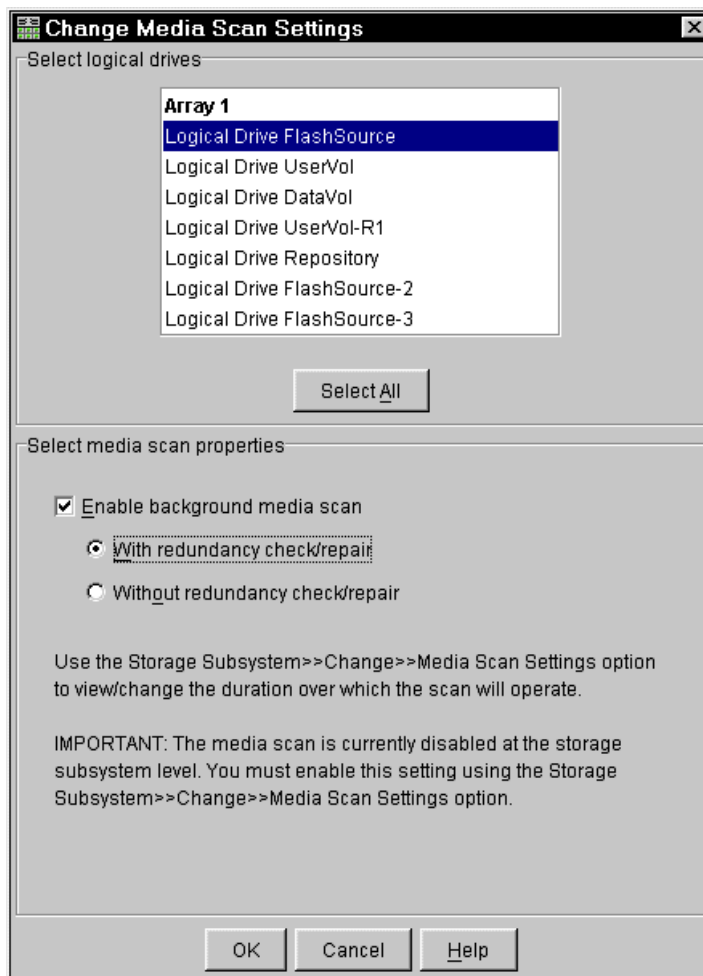 Change Media Scan Settings
Select logical drives
Array 1
Logical Drive FlashSource
Logical Drive UserVol
Logical Drive DataVol
Logical Drive UserVol-R1
Logical Drive Repository
Logical Drive FlashSource-2
Logical Drive FlashSource-3
Select All
Select media scan properties
Enable background media scan
With redundancy check/repair
Without redundancy check/repair
Use the Storage Subsystem>>Change>>Media Scan Settings option
to view/change the duration over which the scan will operate.
IMPORTANT: The media scan is currently disabled at the storage
subsystem level. You must enable this setting using the Storage
Subsystem>>Change>>Media Scan Settings option.
OK Cancel Help